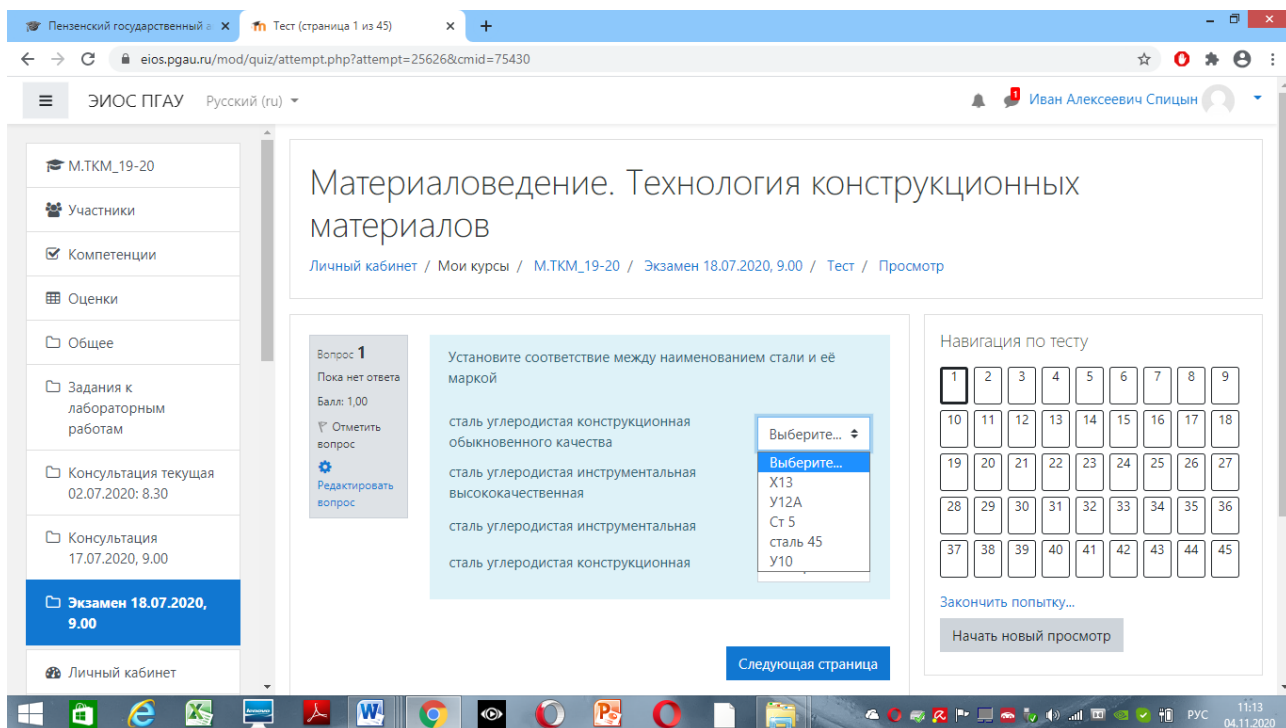 Пензенский государственный а
Тест (страница 1 из 45)
eios.pgau.ru/mod/quiz/attempt.php?attempt=25626&cmid=75430
ЭИОС ПГАУ
Русский (ru)
1
Иван Алексеевич Спицын
М.ТКМ_19-20
Участники
Компетенции
Оценки
Общее
Задания к
лабораторным
работам
Консультация текущая
02.07.2020: 8.30
Консультация
17.07.2020, 9.00
Экзамен 18.07.2020,
9.00
Личный кабинет
Материаловедение. Технология конструкционных
материалов
Личный кабинет / Мои курсы / М.ТКМ_19-20 / Экзамен 18.07.2020, 9.00 / Тест / Просмотр
Вопрос 1
Пока нет ответа
Балл: 1,00
Отметить
вопрос
Редактировать
вопрос
Установите соответствие между наименованием стали и её
маркой
сталь углеродистая конструкционная
обыкновенного качества
сталь углеродистая инструментальная
высококачественная
сталь углеродистая инструментальная
сталь углеродистая конструкционная
Выберите...
Выберите...
Х13
У12А
Ст 5
сталь 45
У10
Следующая страница
Навигация по тесту
1 2 3 4 5 6 7 8 9
10 11 12 13 14 15 16 17 18
19 20 21 22 23 24 25 26 27
28 29 30 31 32 33 34 35 36
37 38 39 40 41 42 43 44 45
Закончить попытку...
Начать новый просмотр
РУС
11:13
04.11.2020